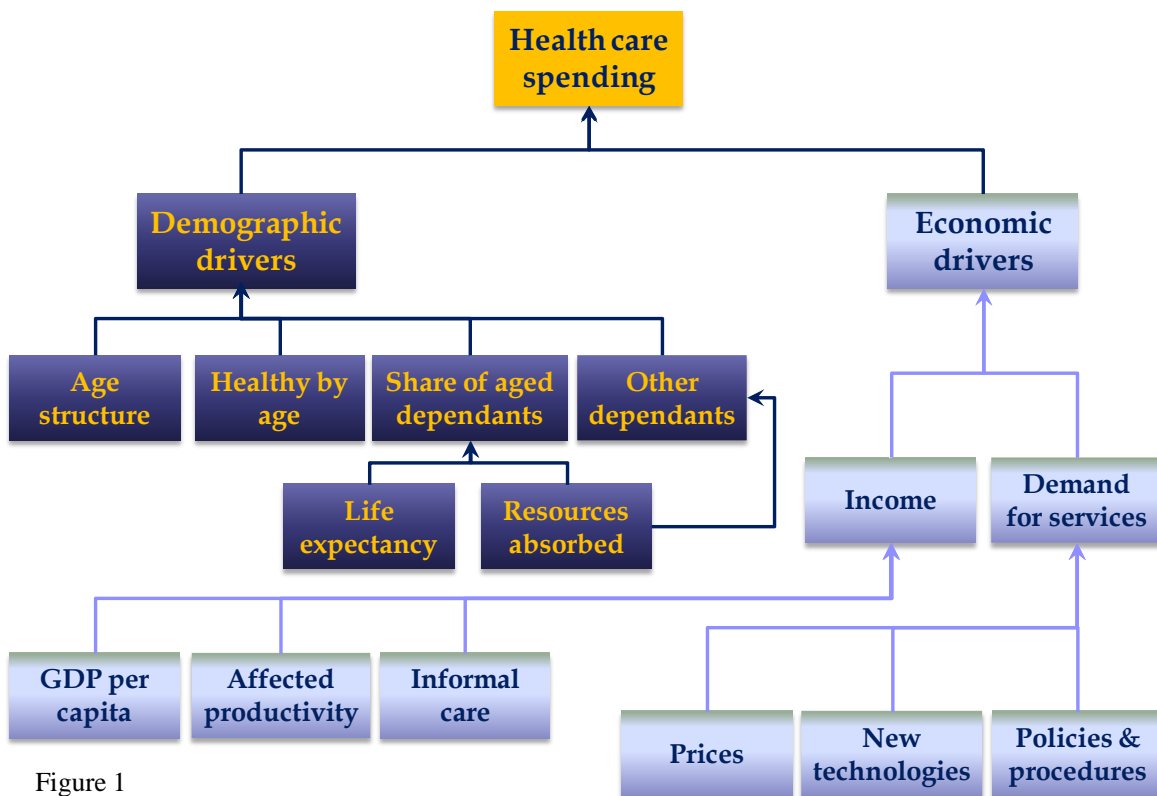 Health care
spending
Demographic
drivers
Economic
drivers
Age
structure
Healthy by
age
Share of aged
dependants
Other
dependants
Life
expectancy
Resources
absorbed
Income
Demand
for services
GDP per
capita
Affected
productivity
Informal
care
Prices
New
technologies
Policies &
procedures
Figure 1